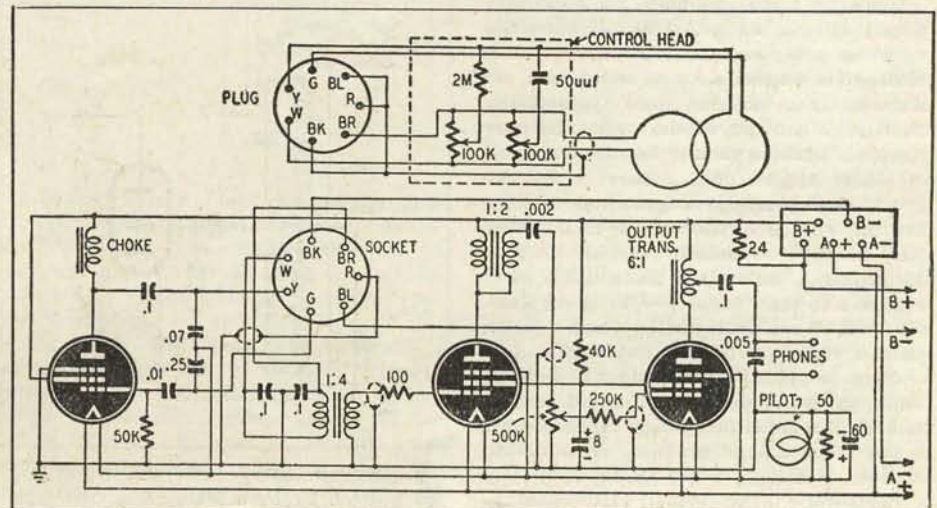 CONTROL HEAD
PLUG
G
BL
Y
R
W
BK
BR
2M
50uuf
100K
100K
CHOKE
SOCKET
BK
BR
W
R
Y
G
BL
1:2
.002
OUTPUT
TRANS.
6:1
24
B+
B-
A+
A-
.1
.07
.25
.01
50K
.1
.1
1:4
100
500K
40K
250K
8
+
.1
.005
PHONES
PILOT
50
60
+
B+
B-
A-
A+